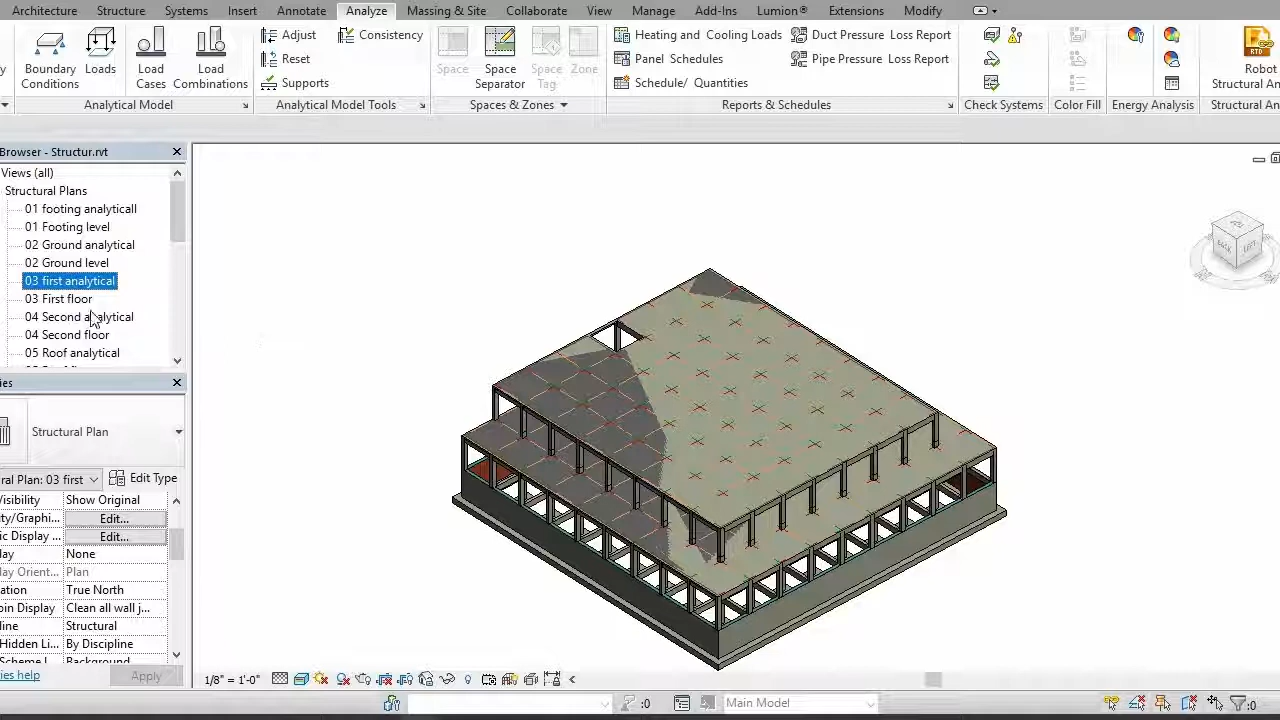 Architecture Structure Systems Insert Annotate Analyze Massing & Site Collaborate View Manage Add-Ins Lumion® Extensions Modify
Adjust Consistency Heating and Cooling Loads Duct Pressure Loss Report
Boundary Conditions Loads Load Cases Load Combinations Reset Space Space Separator Space Tag Zone Panel Schedules Pipe Pressure Loss Report Robot Structural An
Supports Schedule/ Quantities
Analytical Model Analytical Model Tools Spaces & Zones Reports & Schedules Check Systems Color Fill Energy Analysis Structural An
Browser - Structur.rvt
Views (all)
Structural Plans
01 footing analyticall
01 Footing level
02 Ground analytical
02 Ground level
03 first analytical
03 First floor
04 Second analytical
04 Second floor
05 Roof analytical
ies
Structural Plan
ral Plan: 03 first Edit Type
/isibility Show Original
ty/Graphi... Edit...
ic Display ... Edit...
lay None
lay Orient... Plan
ation True North
oin Display Clean all wall j...
line Structural
Hidden Li... By Discipline
Scheme L Background
ies help Apply
1/8" = 1'-0"
:0 Main Model :0
BACK LEFT